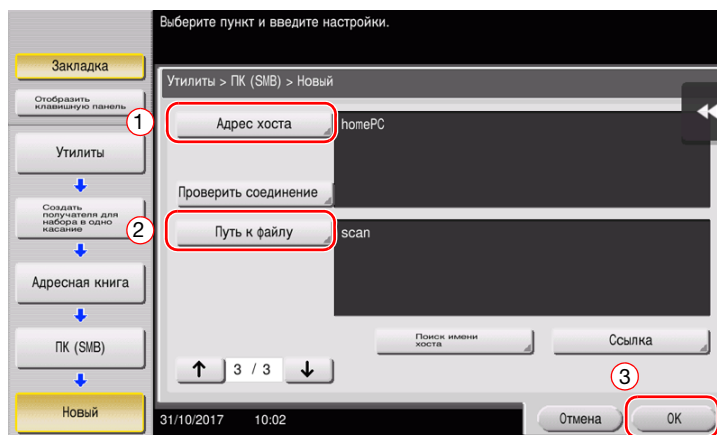 Выберите пункт и введите настройки.
Закладка
Отобразить
клавишную панель
Утилиты > ПК (SMB) > Новый
1
Адрес хоста
homePC
Утилиты
Проверить соединение
Создать
получателя для
набора в одно
касание
2
Путь к файлу
scan
Адресная книга
ПК (SMB)
Поиск имени
хоста
Ссылка
↑ 3 / 3 ↓
3
Новый
31/10/2017 10:02
Отмена
OK